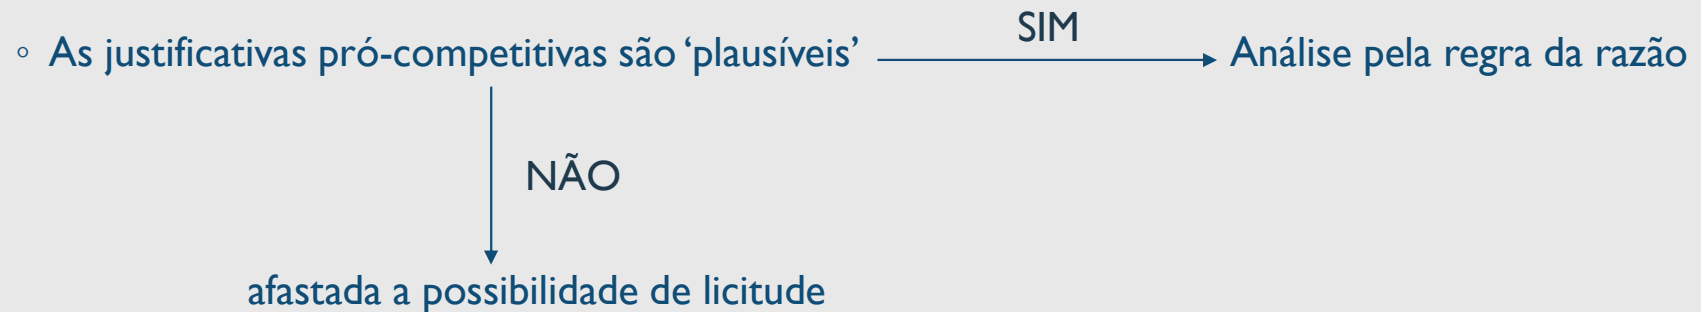 SIM
◦ As justificativas pró-competitivas são ‘plausíveis’ Análise pela regra da razão
NÃO
afastada a possibilidade de licitude